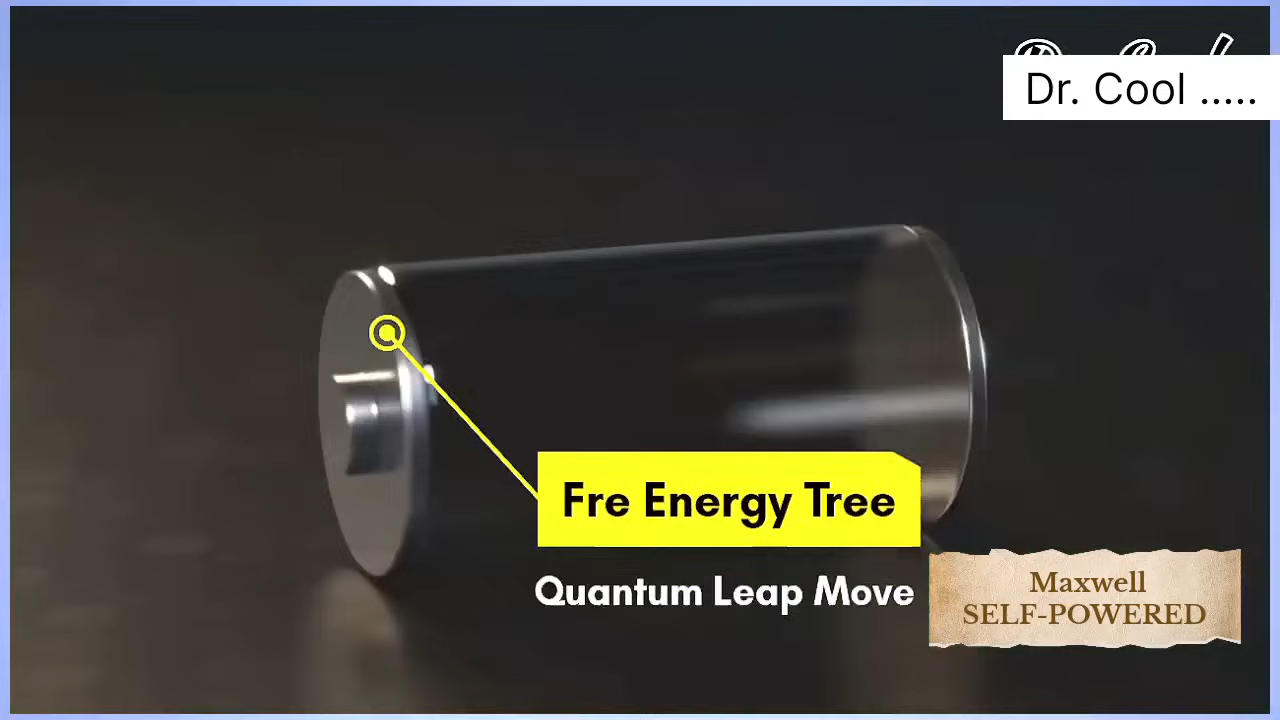 Dr. Cool .....
Fre Energy Tree
Quantum Leap Move
Maxwell
SELF-POWERED